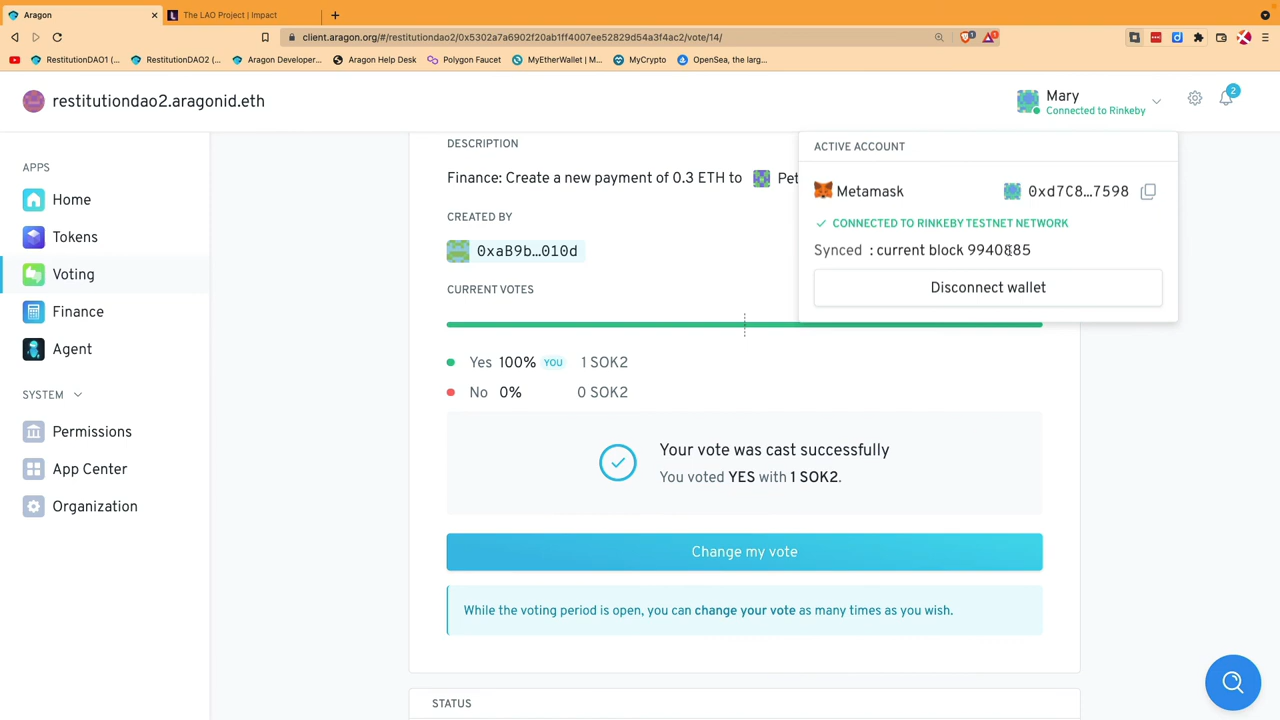 Aragon
The LAO Project | Impact
client.aragon.org/#/restitutiondao2/0x5302a7a6902f20ab1ff4007ee52829d54a3f4ac2/vote/14/
1
1
RestitutionDAO1 (...
RestitutionDAO2 (...
Aragon Developer...
Aragon Help Desk
Polygon Faucet
MyEtherWallet | M...
MyCrypto
OpenSea, the larg...
restitutiondao2.aragonid.eth
Mary
Connected to Rinkeby
2
APPS
Home
Tokens
Voting
Finance
Agent
SYSTEM
Permissions
App Center
Organization
DESCRIPTION
Finance: Create a new payment of 0.3 ETH to Pet
CREATED BY
0xaB9b…010d
CURRENT VOTES
Yes 100% YOU 1 SOK2
No 0% 0 SOK2
Your vote was cast successfully
You voted YES with 1 SOK2.
Change my vote
While the voting period is open, you can change your vote as many times as you wish.
STATUS
ACTIVE ACCOUNT
Metamask 0xd7C8…7598
CONNECTED TO RINKEBY TESTNET NETWORK
Synced : current block 9940885
Disconnect wallet